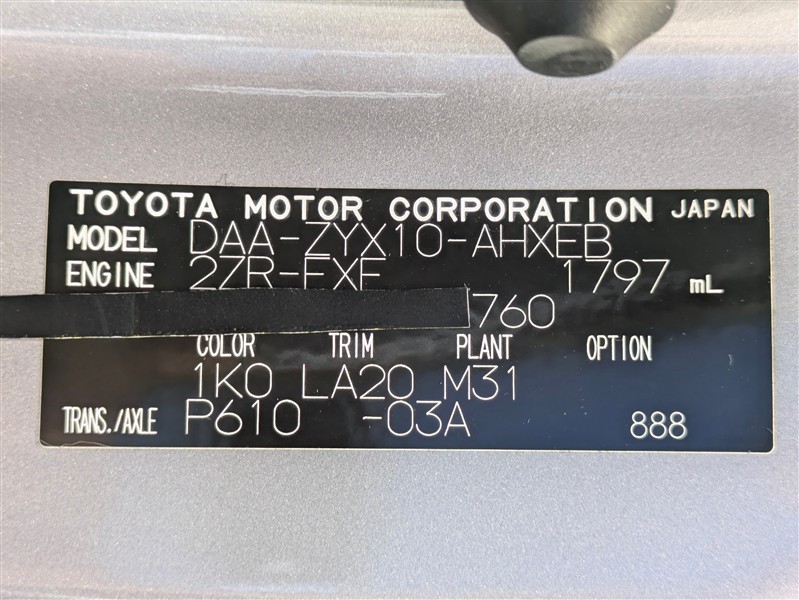 TOYOTA MOTOR CORPORATION JAPAN
MODEL DAA-ZYX10-AHXEB
ENGINE 2ZR-FXE 1797 mL
760
COLOR TRIM PLANT OPTION
1K0 LA20 M31
TRANS./AXLE P610 -03A 888